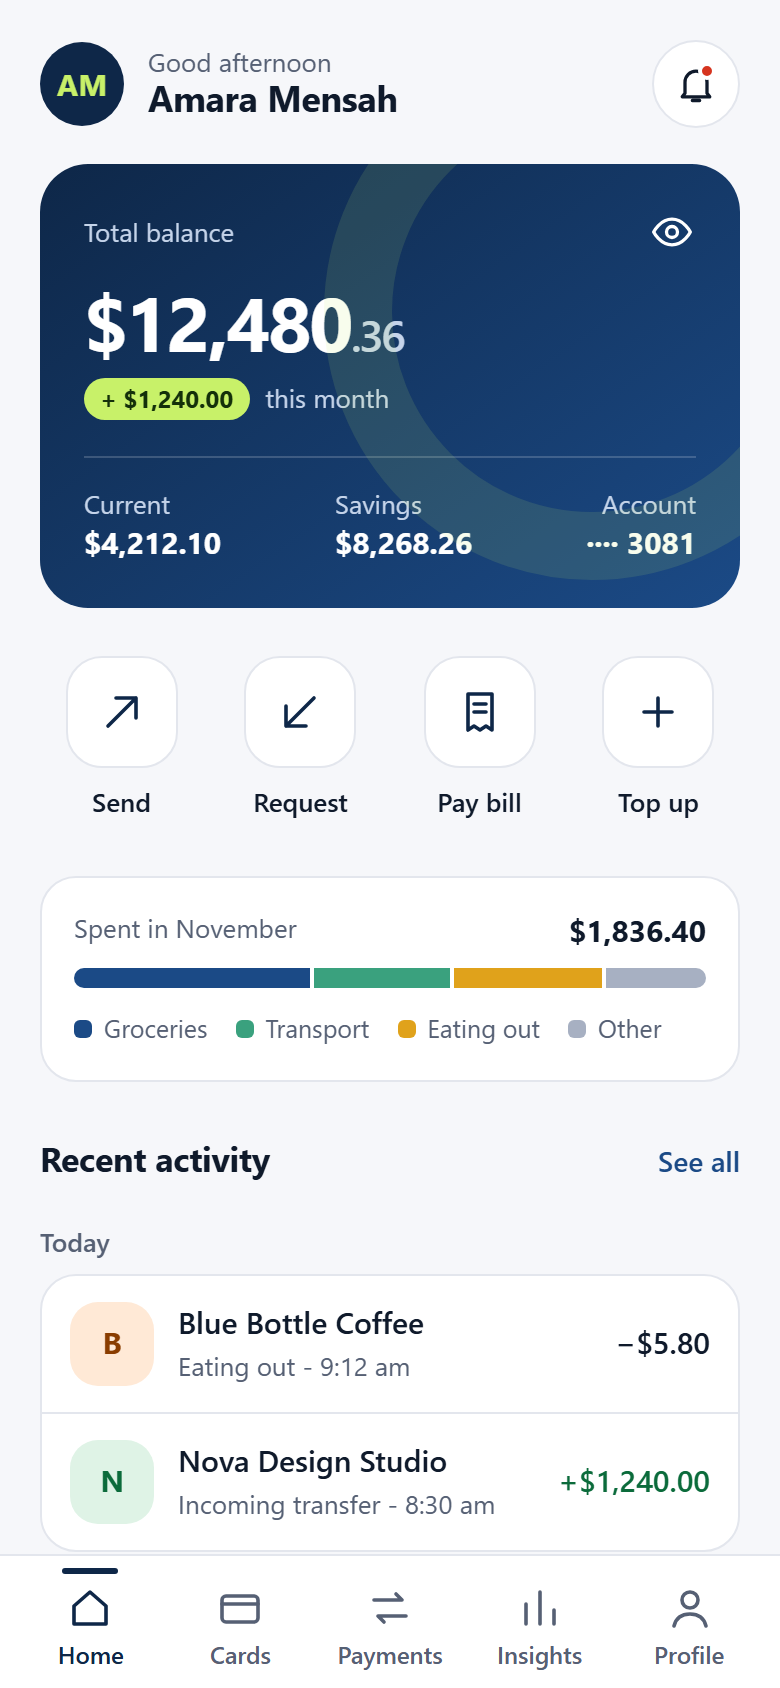 AM
Good afternoon
Amara Mensah
Total balance
$12,480.36
+ $1,240.00 this month
Current Savings Account
$4,212.10 $8,268.26 ···· 3081
Send Request Pay bill Top up
Spent in November $1,836.40
Groceries Transport Eating out Other
Recent activity See all
Today
B
Blue Bottle Coffee −$5.80
Eating out - 9:12 am
N
Nova Design Studio +$1,240.00
Incoming transfer - 8:30 am
Home Cards Payments Insights Profile